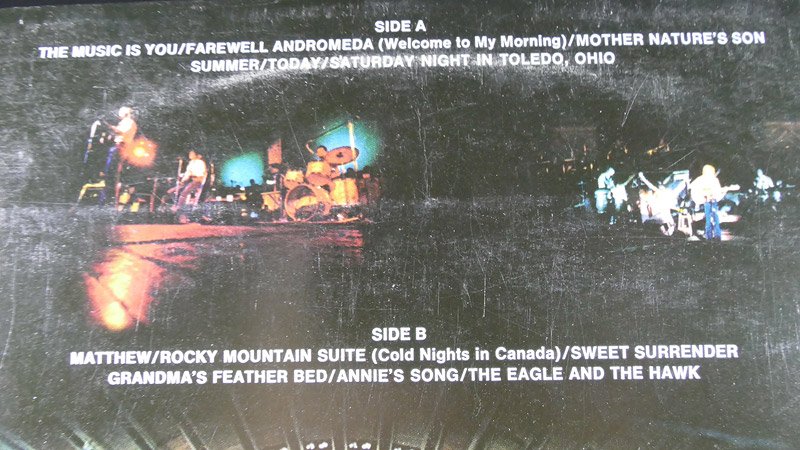 SIDE A
THE MUSIC IS YOU/FAREWELL ANDROMEDA (Welcome to My Morning)/MOTHER NATURE'S SON
SUMMER/TODAY/SATURDAY NIGHT IN TOLEDO, OHIO
SIDE B
MATTHEW/ROCKY MOUNTAIN SUITE (Cold Nights in Canada)/SWEET SURRENDER
GRANDMA'S FEATHER BED/ANNIE'S SONG/THE EAGLE AND THE HAWK